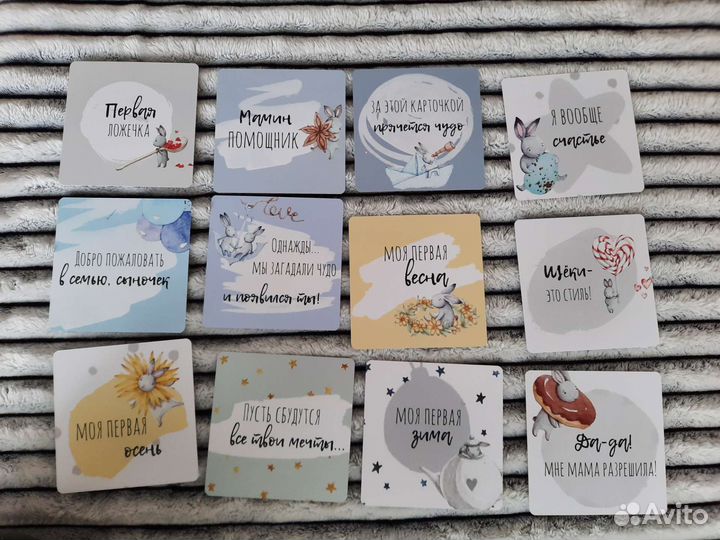 Первая
ЛОЖЕЧКА
Мамин
ПОМОЩНИК
ЗА ЭТОЙ КАРТОЧКОЙ
прячется чудо
Я ВООБЩЕ
счастье
ДОБРО ПОЖАЛОВАТЬ
в семью, сыночек
love
ОДНАЖДЫ...
МЫ ЗАГАДАЛИ ЧУДО
и появился ты!
МОЯ ПЕРВАЯ
весна
Щёки-
ЭТО СТИЛЬ!
МОЯ ПЕРВАЯ
осень
ПУСТЬ СБУДУТСЯ
все твои мечты...
МОЯ ПЕРВАЯ
зима
Да-да!
МНЕ МАМА РАЗРЕШИЛА!
Avito